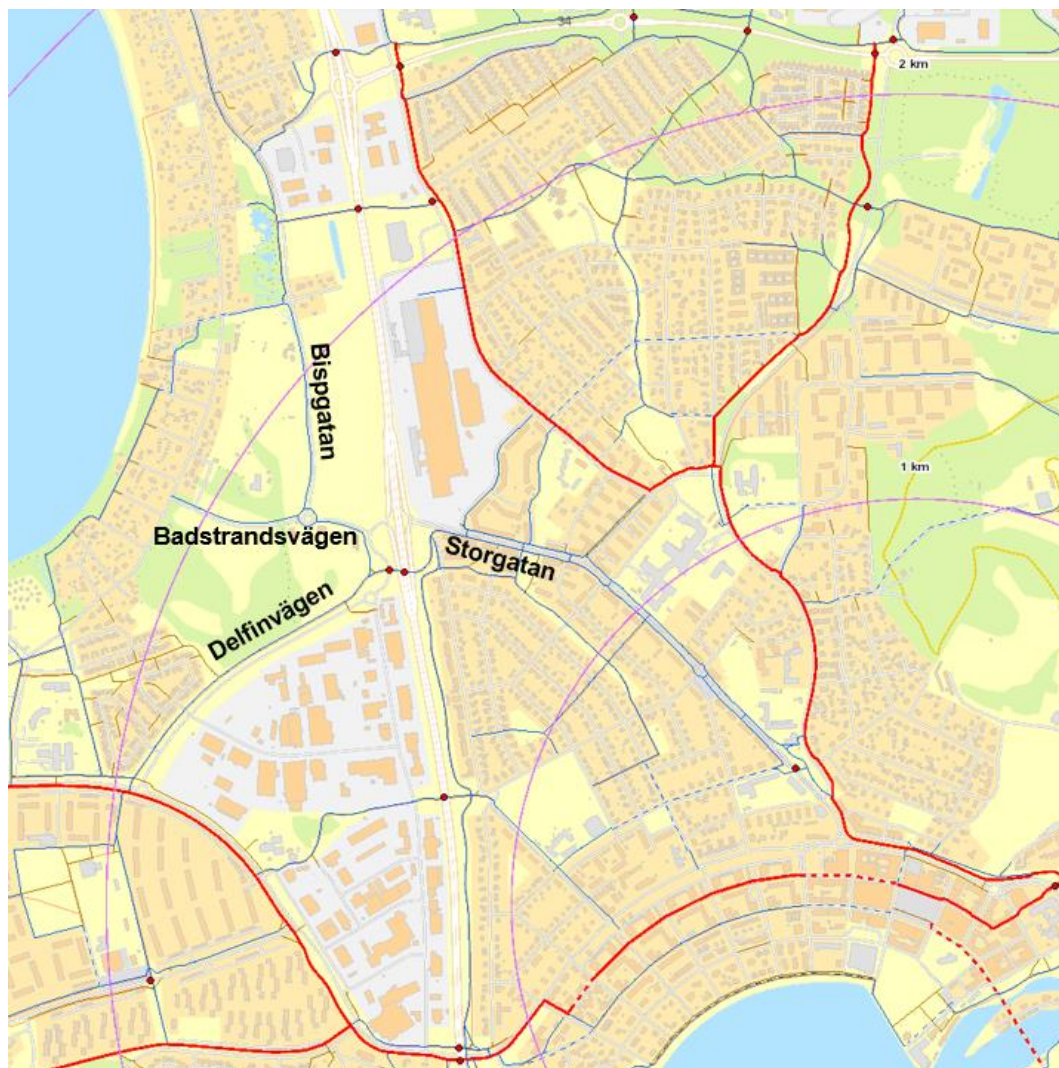 34
2 km
Bispgatan
1 km
Badstrandsvägen
Storgatan
Delfinvägen